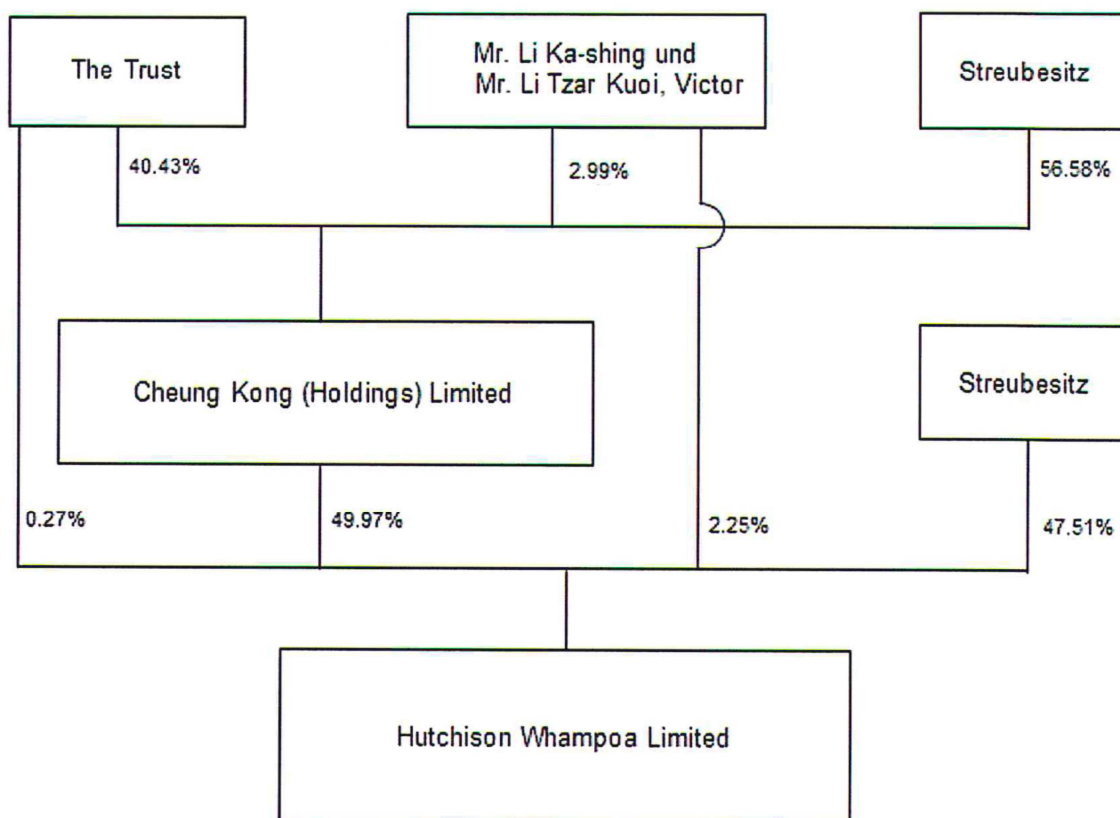 The Trust
Mr. Li Ka-shing und
Mr. Li Tzar Kuoi, Victor
Streubesitz
40.43%
2.99%
56.58%
Cheung Kong (Holdings) Limited
Streubesitz
0.27%
49.97%
2.25%
47.51%
Hutchison Whampoa Limited